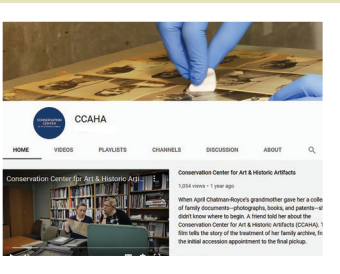 CONSERVATION
CENTER
CCAHA
HOME VIDEOS PLAYLISTS CHANNELS DISCUSSION ABOUT
Conservation Center for Art & Historic Arti...
Conservation Center for Art & Historic Artifacts
1,054 views • 1 year ago
When April Chatman-Royce's grandmother gave her a colle
of family documents—photographs, books, and patents—s
didn't know where to begin. A friend told her about the
Conservation Center for Art & Historic Artifacts (CCAHA). T
film tells the story of the treatment of her family archive, fr
the initial accession appointment to the final pickup.